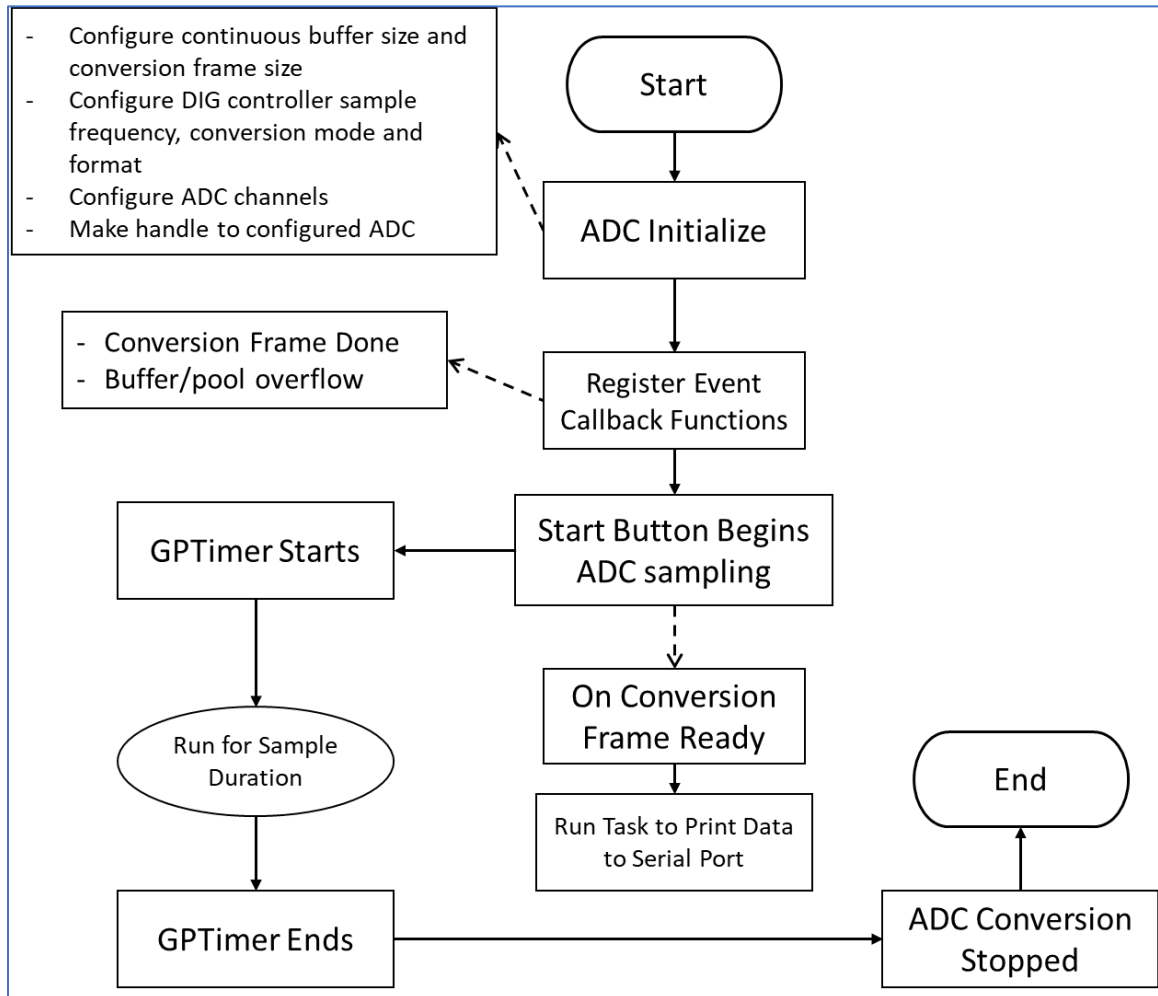 - Configure continuous buffer size and
conversion frame size
- Configure DIG controller sample
frequency, conversion mode and
format
- Configure ADC channels
- Make handle to configured ADC
Start
ADC Initialize
- Conversion Frame Done
- Buffer/pool overflow
Register Event
Callback Functions
GPTimer Starts
Start Button Begins
ADC sampling
Run for Sample
Duration
On Conversion
Frame Ready
Run Task to Print Data
to Serial Port
End
GPTimer Ends
ADC Conversion
Stopped